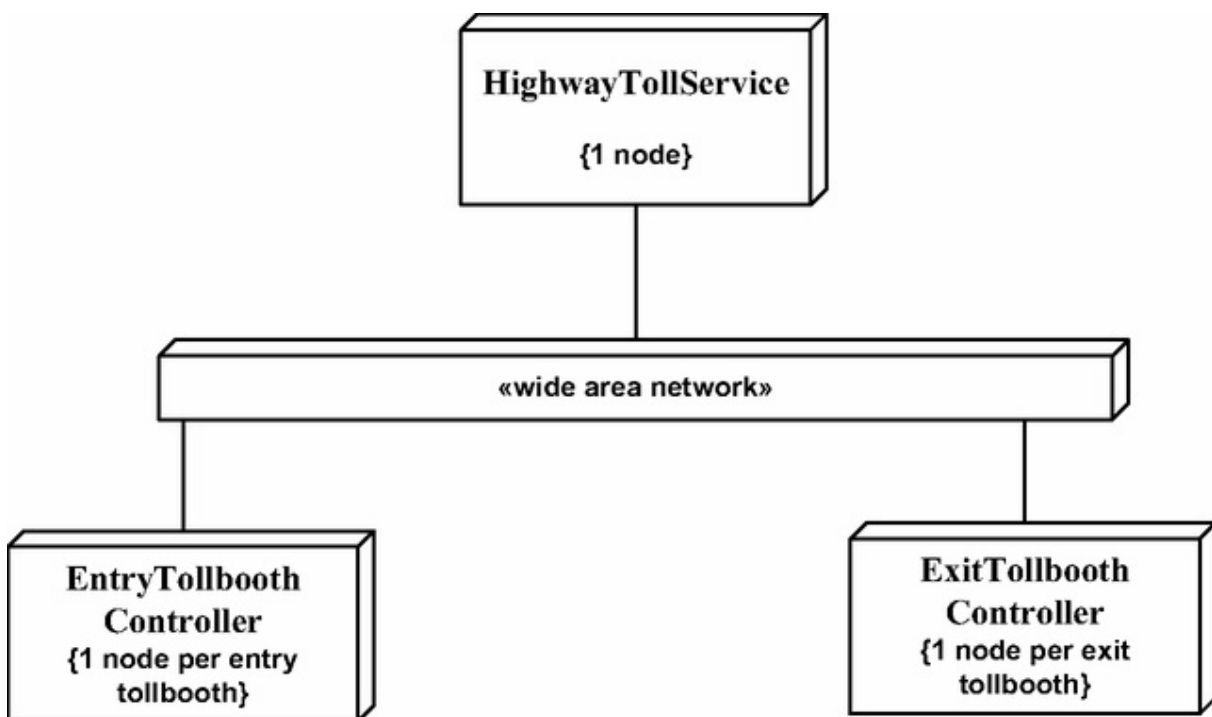 HighwayTollService
{1 node}
«wide area network»
EntryTollbooth
Controller
{1 node per entry
tollbooth}
ExitTollbooth
Controller
{1 node per exit
tollbooth}